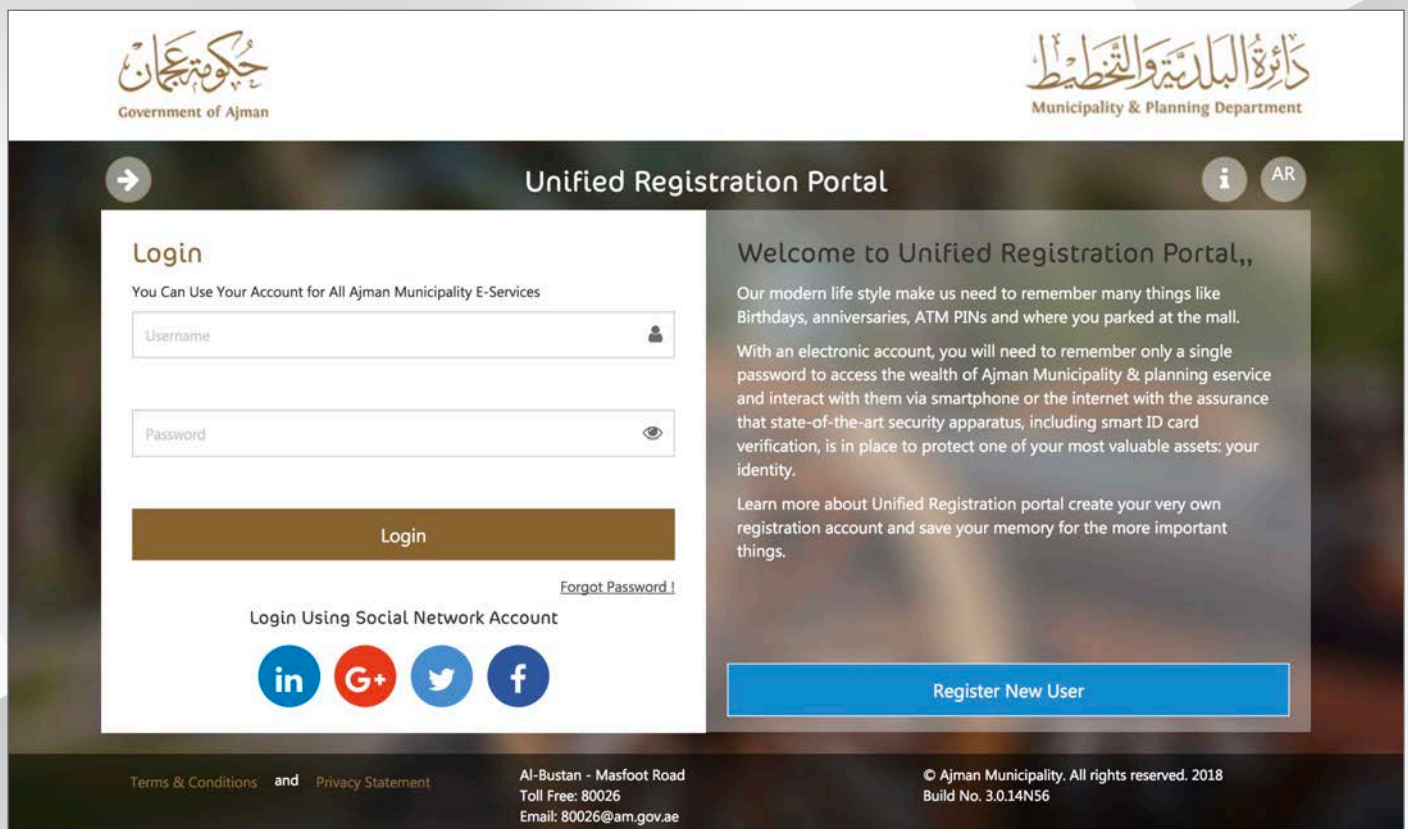 حكومة عجمان
Government of Ajman
دائرة البلدية والتخطيط
Municipality & Planning Department
Unified Registration Portal
i
AR
Login
You Can Use Your Account for All Ajman Municipality E-Services
Username
Password
Login
Forgot Password !
Login Using Social Network Account
in
G+
f
Welcome to Unified Registration Portal,,
Our modern life style make us need to remember many things like
Birthdays, anniversaries, ATM PINs and where you parked at the mall.
With an electronic account, you will need to remember only a single
password to access the wealth of Ajman Municipality & planning eservice
and interact with them via smartphone or the internet with the assurance
that state-of-the-art security apparatus, including smart ID card
verification, is in place to protect one of your most valuable assets: your
identity.
Learn more about Unified Registration portal create your very own
registration account and save your memory for the more important
things.
Register New User
Terms & Conditions and Privacy Statement
Al-Bustan - Masfoot Road
Toll Free: 80026
Email: 80026@am.gov.ae
© Ajman Municipality. All rights reserved. 2018
Build No. 3.0.14N56